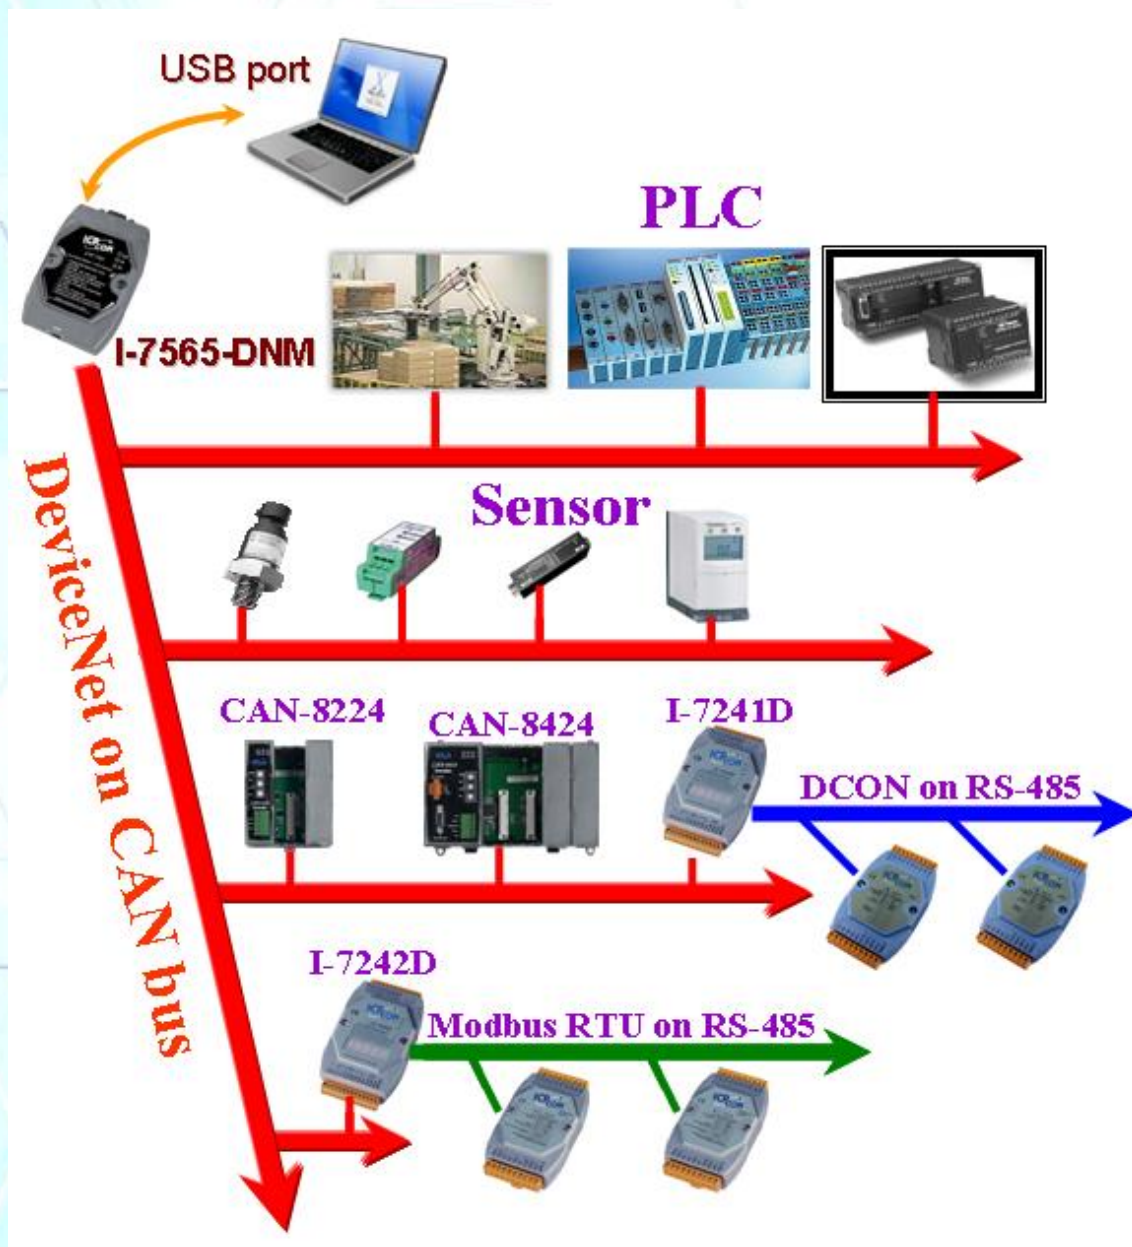 USB port
PLC
I-7565-DNM
DeviceNet on CAN bus
Sensor
CAN-8224
CAN-8424
I-7241D
DCON on RS-485
I-7242D
Modbus RTU on RS-485